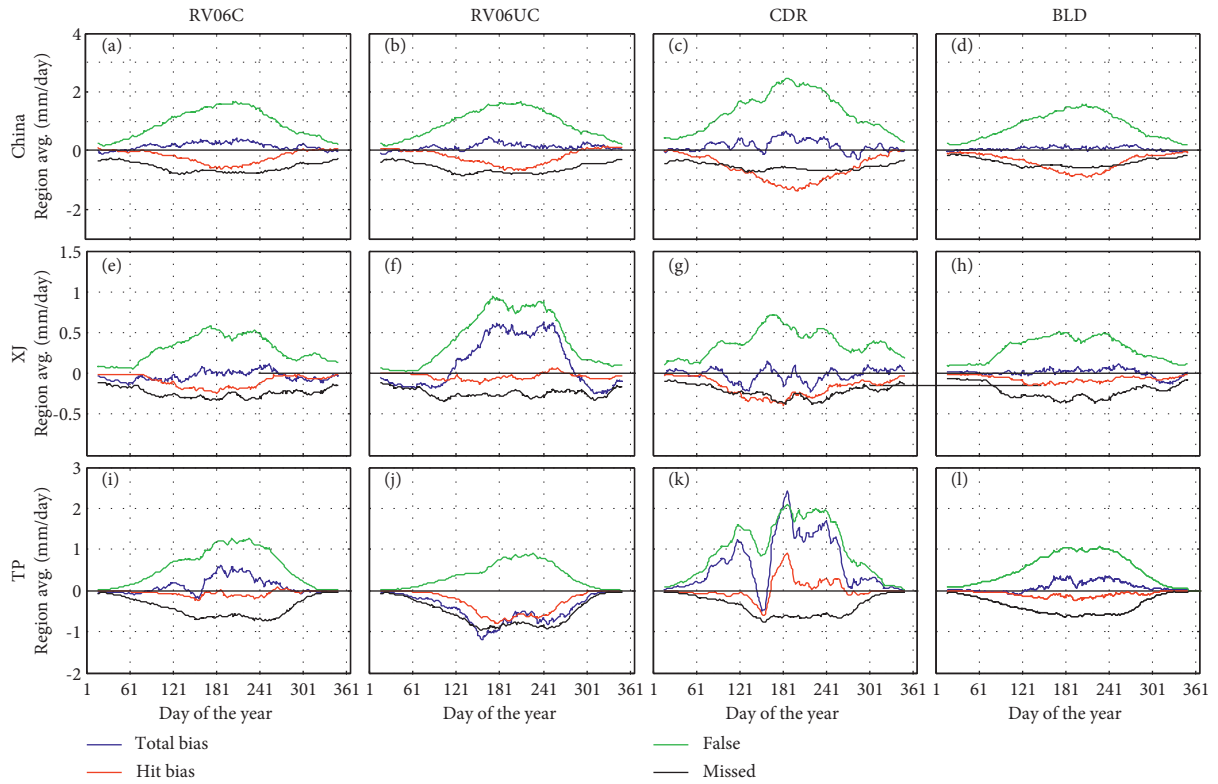 RV06C RV06UC CDR BLD
China
Region avg. (mm/day)
4
2
0
-2
(a) (b) (c) (d)
XJ
Region avg. (mm/day)
1.5
1
0.5
0
-0.5
(e) (f) (g) (h)
TP
Region avg. (mm/day)
3
2
1
0
-1
-2
(i) (j) (k) (l)
1 61 121 181 241 301 361 1 61 121 181 241 301 361 1 61 121 181 241 301 361 1 61 121 181 241 301 361
Day of the year Day of the year Day of the year Day of the year
Total bias False
Hit bias Missed